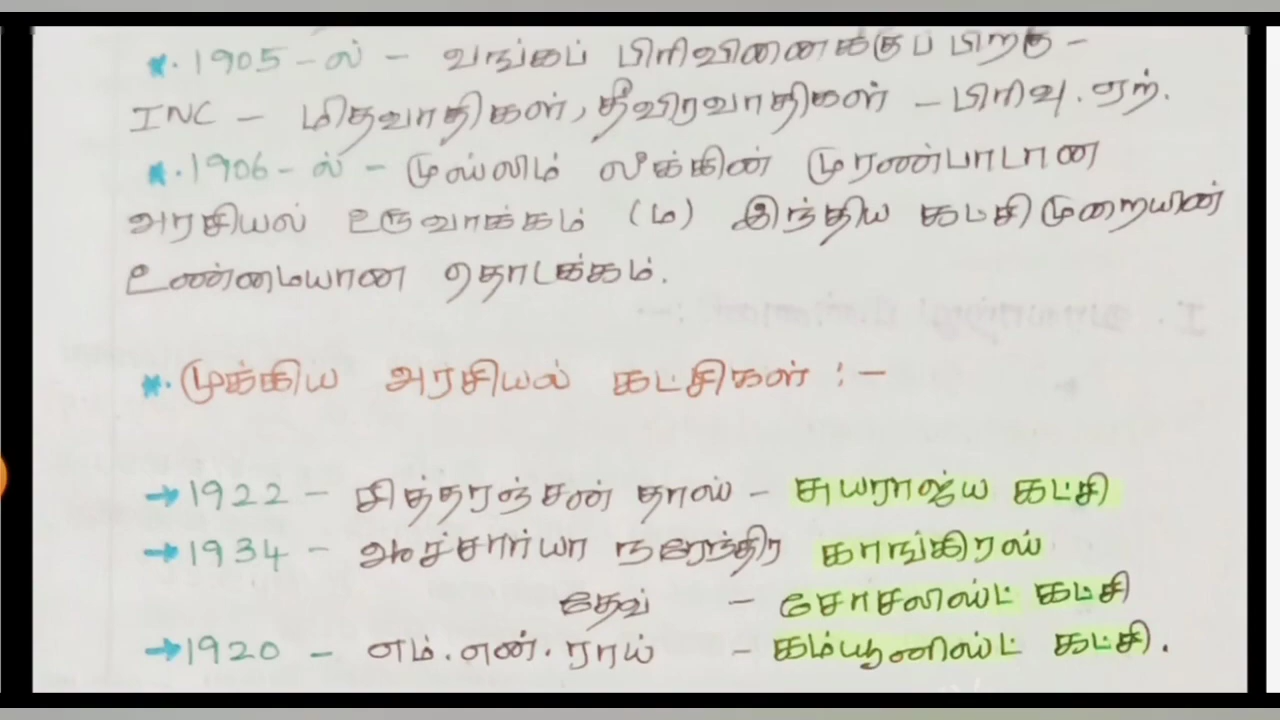 *. 1905 - ல் - வங்கப் பிரிவினைக்குப் பிறகு -
INC - மிதவாதிகள், தீவிரவாதிகள் - பிரிவு. ஏற்.
*. 1906 - ல் - முஸ்லிம் லீக்கின் முரண்பாடான
அரசியல் உருவாக்கம் (ம) இந்திய கட்சி முறையின்
உண்மையான தொடக்கம்.
*. முக்கிய அரசியல் கட்சிகள் : -
→ 1922 - சித்தரஞ்சன் தாஸ் - சுயராஜ்ய கட்சி
→ 1934 - ஆச்சார்யா நரேந்திர காங்கிரஸ்
தேவ் - சோசலிஸ்ட் கட்சி
→ 1920 - எம். என். ராய் - கம்யூனிஸ்ட் கட்சி.